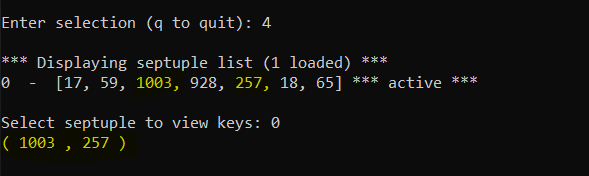 Enter selection (q to quit): 4
*** Displaying septuple list (1 loaded) ***
0  -  [17, 59, 1003, 928, 257, 18, 65] *** active ***
Select septuple to view keys: 0
( 1003 , 257 )